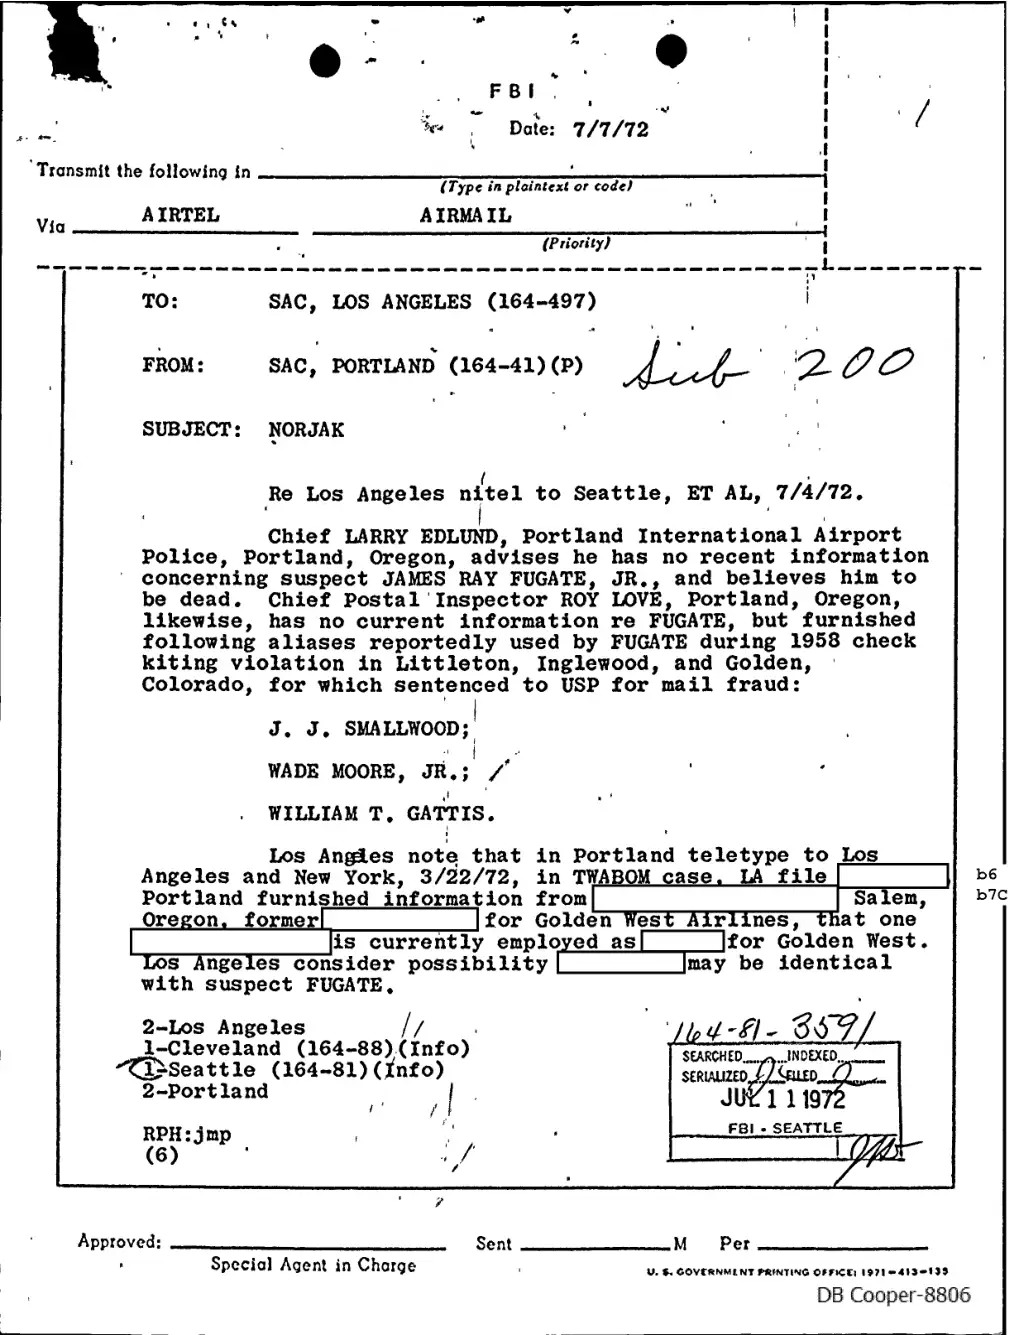 FBI
Date: 7/7/72
/
Transmit the following in
(Type in plaintext or code)
Via AIRTEL AIRMAIL
(Priority)
TO: SAC, LOS ANGELES (164-497)
FROM: SAC, PORTLAND (164-41)(P)
Sub 200
SUBJECT: NORJAK
Re Los Angeles nitel to Seattle, ET AL, 7/4/72.
Chief LARRY EDLUND, Portland International Airport
Police, Portland, Oregon, advises he has no recent information
concerning suspect JAMES RAY FUGATE, JR., and believes him to
be dead. Chief Postal Inspector ROY LOVE, Portland, Oregon,
likewise, has no current information re FUGATE, but furnished
following aliases reportedly used by FUGATE during 1958 check
kiting violation in Littleton, Inglewood, and Golden,
Colorado, for which sentenced to USP for mail fraud:
J. J. SMALLWOOD;
WADE MOORE, JR.;
WILLIAM T. GATTIS.
Los Angeles note that in Portland teletype to Los
Angeles and New York, 3/22/72, in TWABOM case, LA file
b6
Portland furnished information from Salem,
b7C
Oregon, former for Golden West Airlines, that one
is currently employed as for Golden West.
Los Angeles consider possibility may be identical
with suspect FUGATE.
2-Los Angeles
1-Cleveland (164-88)(Info)
1-Seattle (164-81)(Info)
2-Portland
RPH:jmp
(6)
164-81-3591
SEARCHED INDEXED
SERIALIZED FILED
JUL 11 1972
FBI - SEATTLE
Approved: Sent M Per
Special Agent in Charge
U. S. GOVERNMENT PRINTING OFFICE: 1971-413-135
DB Cooper-8806